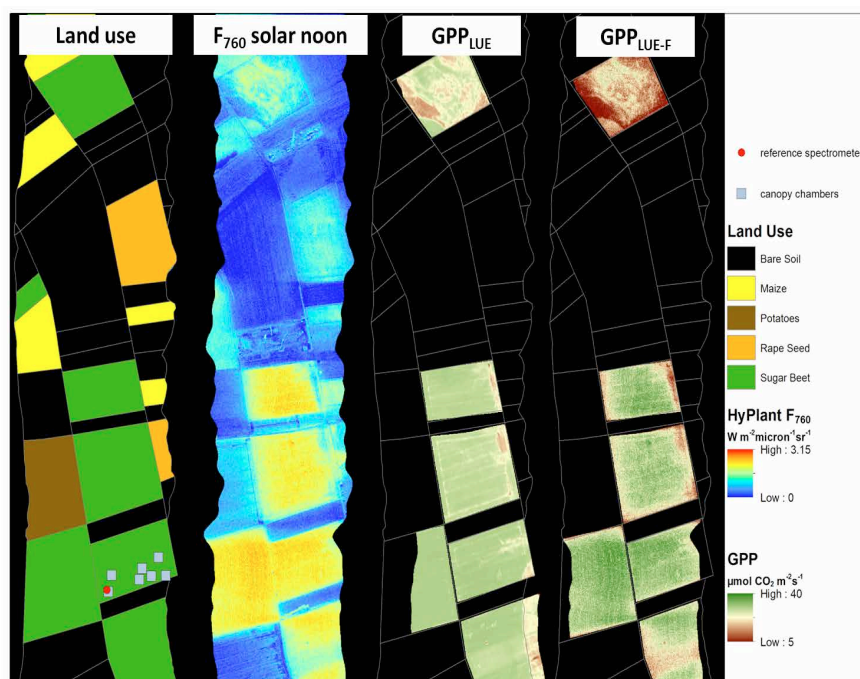 Land use
F760 solar noon
GPPLUE
GPPLUE-F
reference spectromete
canopy chambers
Land Use
Bare Soil
Maize
Potatoes
Rape Seed
Sugar Beet
HyPlant F760
W m-2micron-1sr-1
High : 3.15
Low : 0
GPP
µmol CO2 m-2s-1
High : 40
Low : 5